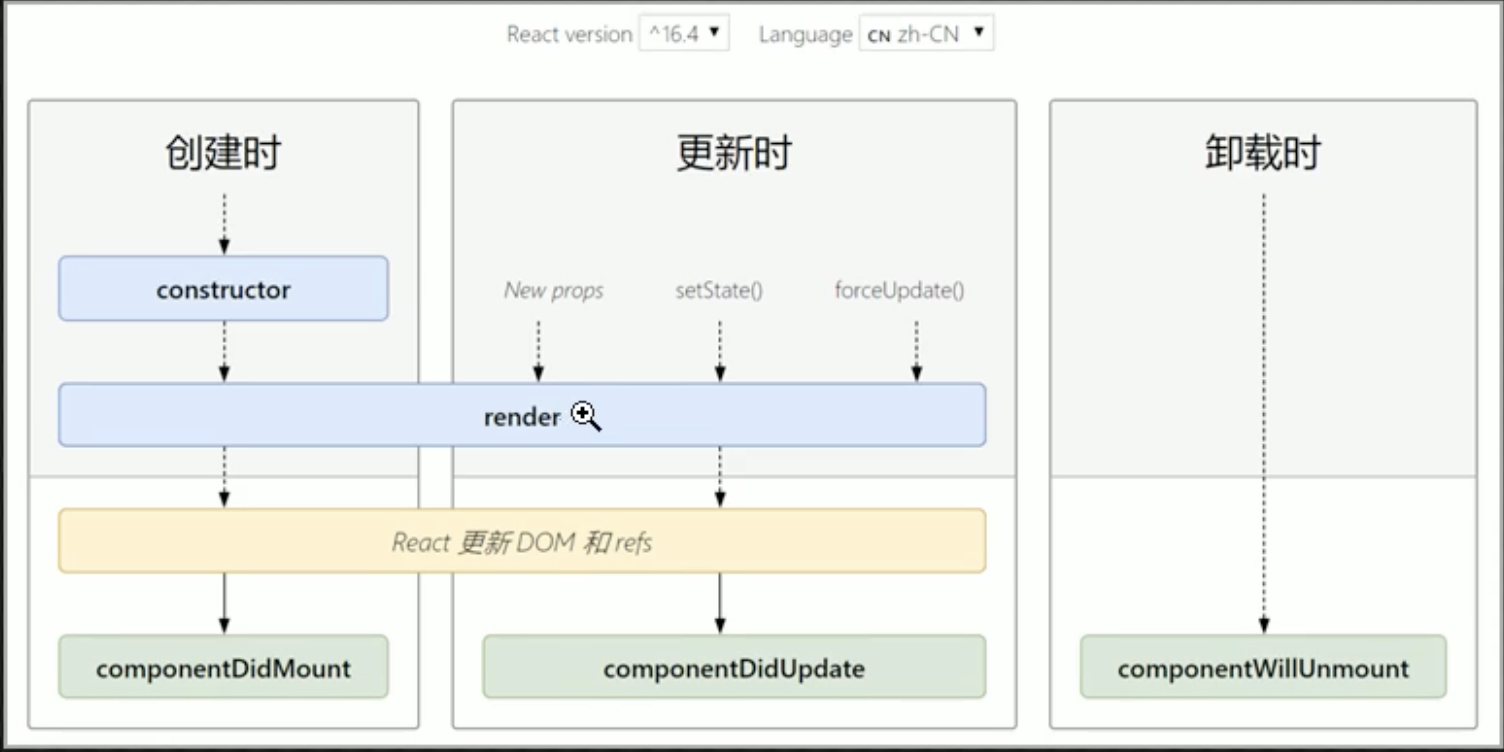 React version ^16.4 ▼ Language CN zh-CN ▼
创建时 更新时 卸载时
constructor
New props setState() forceUpdate()
render
React 更新 DOM 和 refs
componentDidMount componentDidUpdate componentWillUnmount